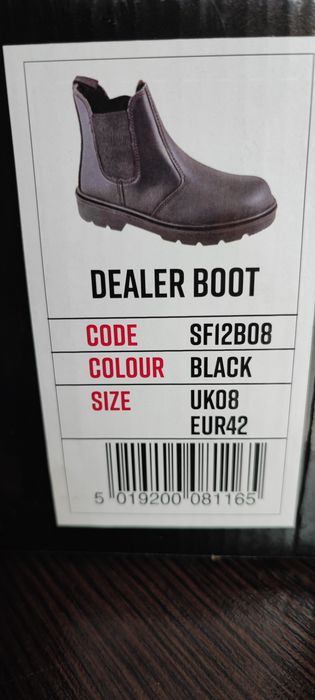 DEALER BOOT
CODE SF12B08
COLOUR BLACK
SIZE UK08
EUR42
5 019200 081165